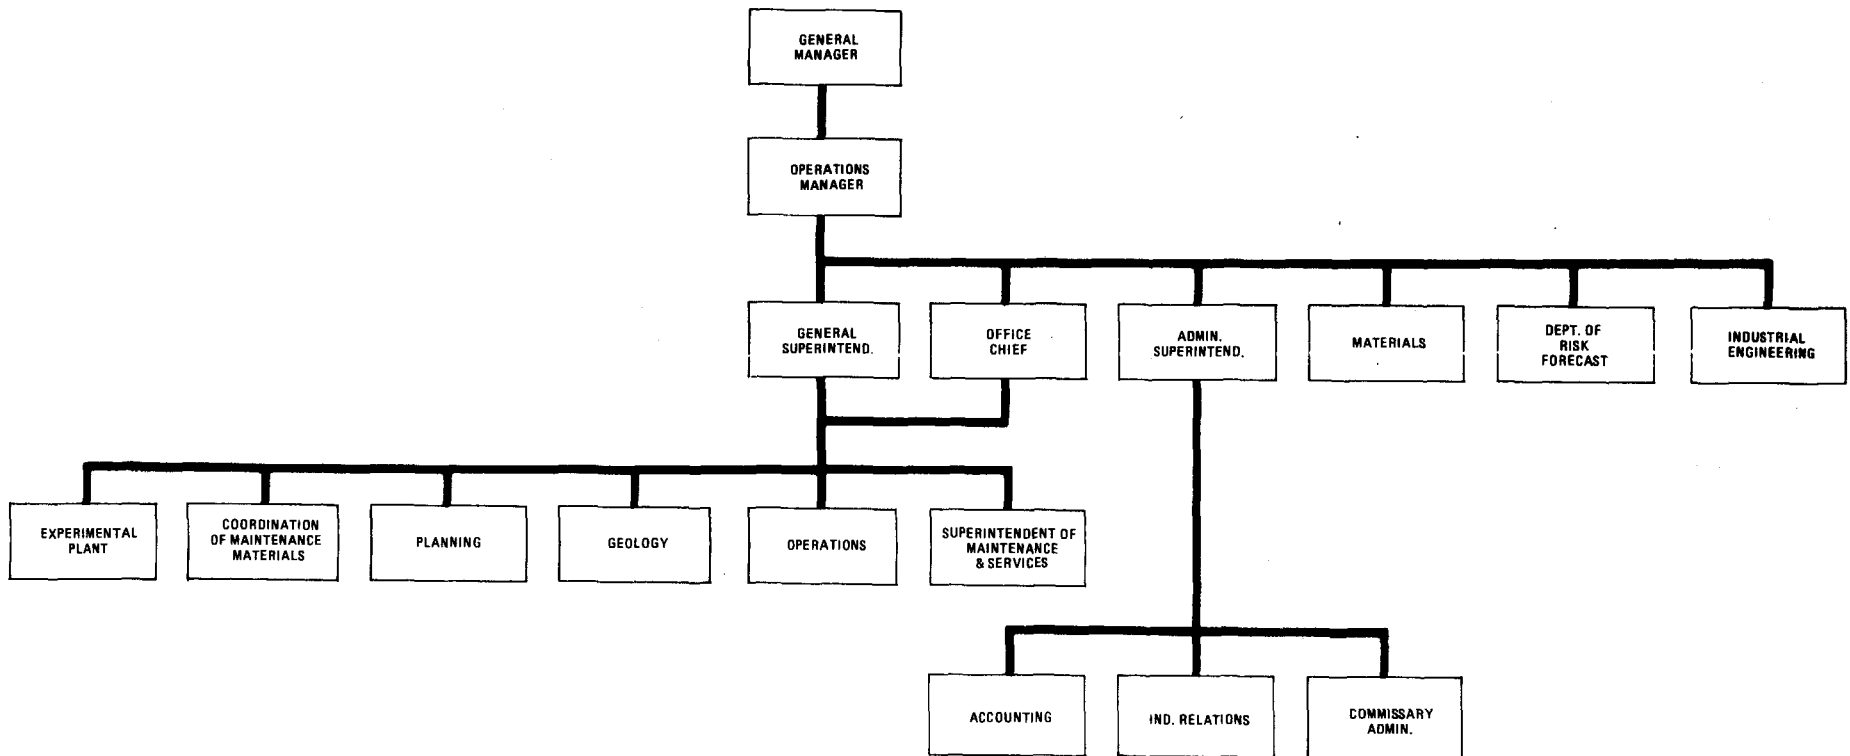 GENERAL
MANAGER
OPERATIONS
MANAGER
GENERAL
SUPERINTEND.
OFFICE
CHIEF
ADMIN.
SUPERINTEND.
MATERIALS
DEPT. OF
RISK
FORECAST
INDUSTRIAL
ENGINEERING
EXPERIMENTAL
PLANT
COORDINATION
OF MAINTENANCE
MATERIALS
PLANNING
GEOLOGY
OPERATIONS
SUPERINTENDENT OF
MAINTENANCE
& SERVICES
ACCOUNTING
IND. RELATIONS
COMMISSARY
ADMIN.